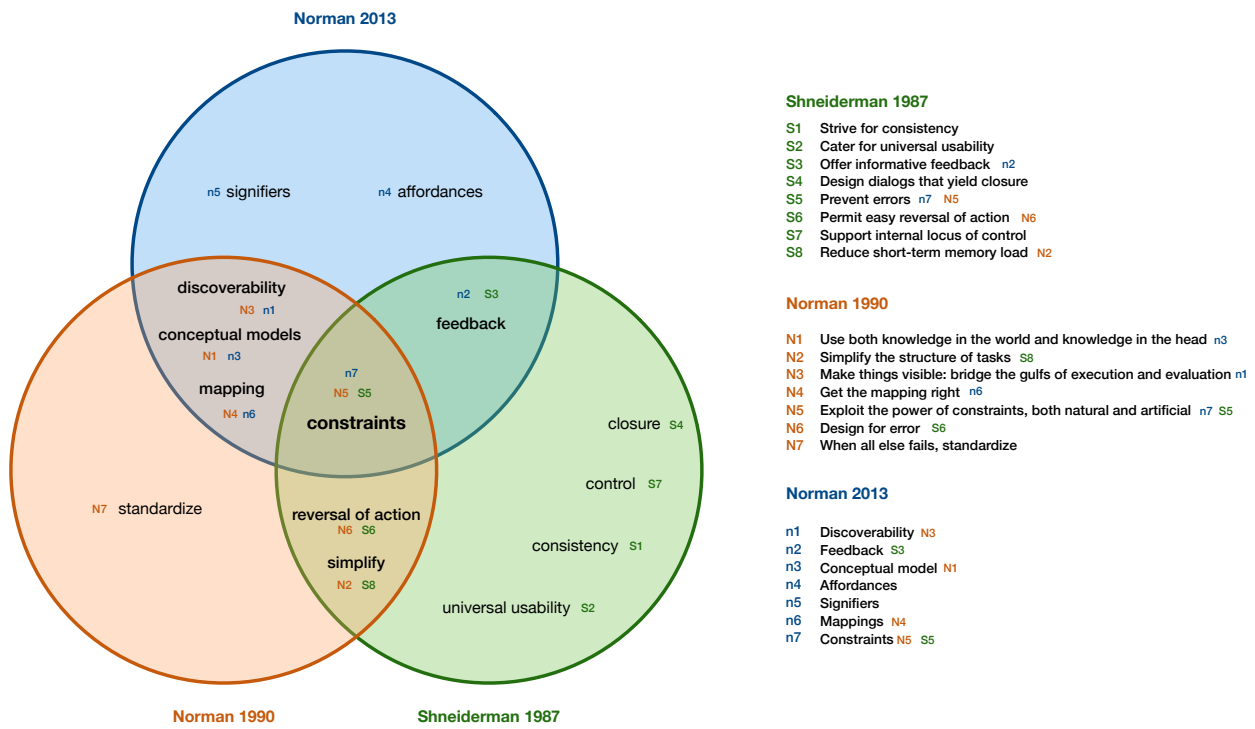 Norman 2013
n5 signifiers
n4 affordances
discoverability
N3 n1
conceptual models
N1 n3
mapping
N4 n6
n2 S3
feedback
n7
N5 S5
constraints
closure S4
control S7
consistency S1
universal usability S2
N7 standardize
reversal of action
N6 S6
simplify
N2 S8
Norman 1990
Shneiderman 1987
Shneiderman 1987
S1 Strive for consistency
S2 Cater for universal usability
S3 Offer informative feedback n2
S4 Design dialogs that yield closure
S5 Prevent errors n7 N5
S6 Permit easy reversal of action N6
S7 Support internal locus of control
S8 Reduce short-term memory load N2
Norman 1990
N1 Use both knowledge in the world and knowledge in the head n3
N2 Simplify the structure of tasks S8
N3 Make things visible: bridge the gulfs of execution and evaluation n1
N4 Get the mapping right n6
N5 Exploit the power of constraints, both natural and artificial n7 S5
N6 Design for error S6
N7 When all else fails, standardize
Norman 2013
n1 Discoverability N3
n2 Feedback S3
n3 Conceptual model N1
n4 Affordances
n5 Signifiers
n6 Mappings N4
n7 Constraints N5 S5